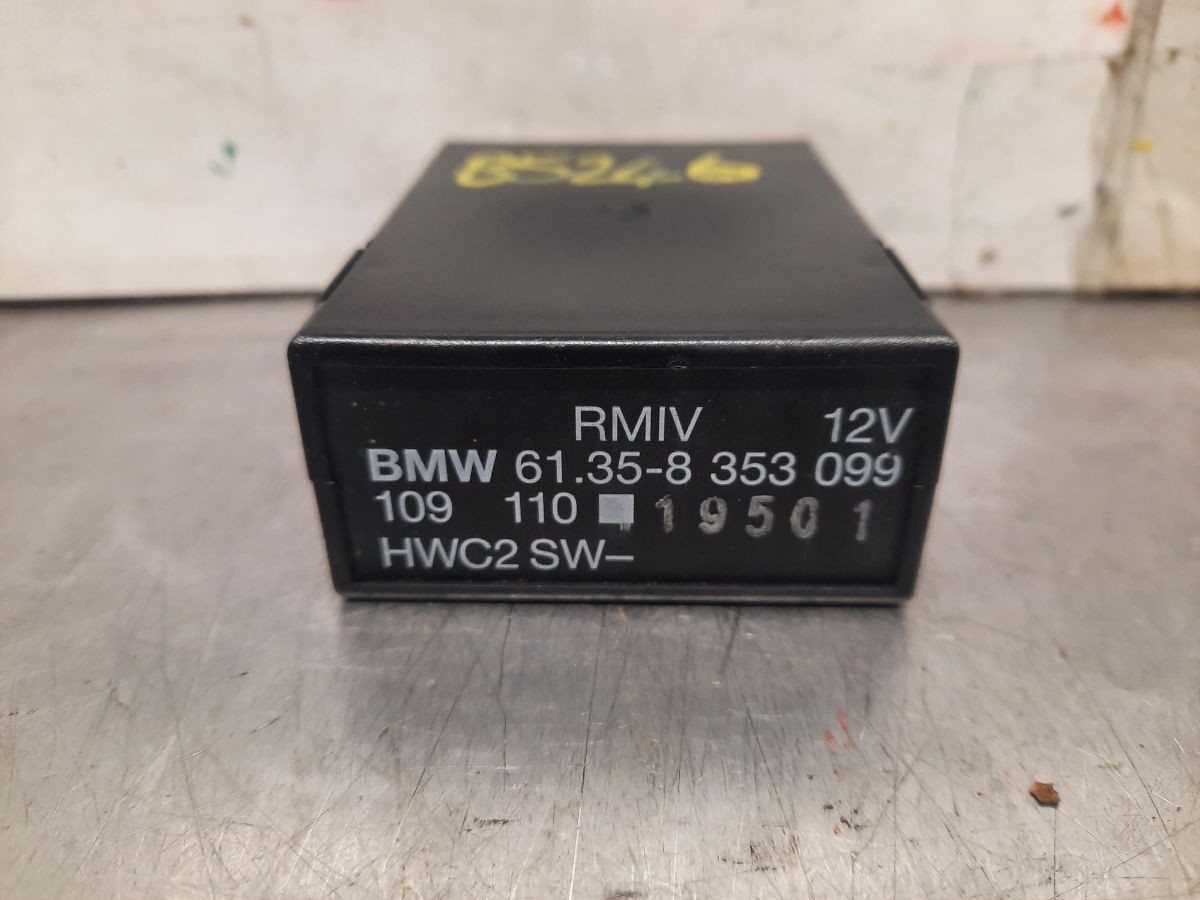 RMIV 12V
BMW 61.35-8 353 099
109 110 19501
HWC2 SW–